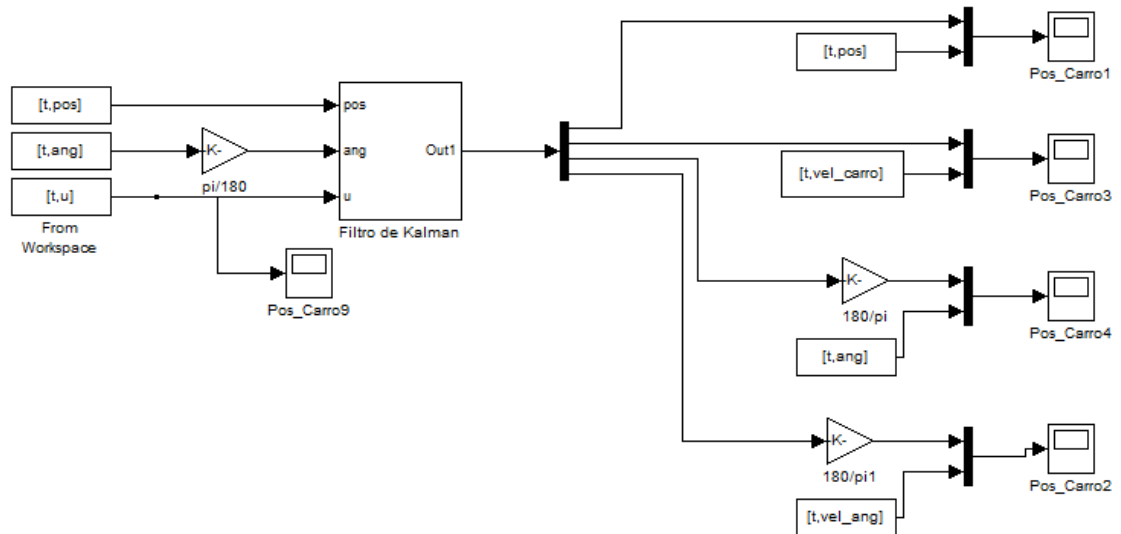 [t,pos]
Pos_Carro1
[t,pos]
pos
[t,ang]
K-
ang
Out1
pi/180
[t,u]
u
From
Workspace
Filtro de Kalman
Pos_Carro9
[t,vel_carro]
Pos_Carro3
K-
180/pi
[t,ang]
Pos_Carro4
K-
180/pi1
[t,vel_ang]
Pos_Carro2